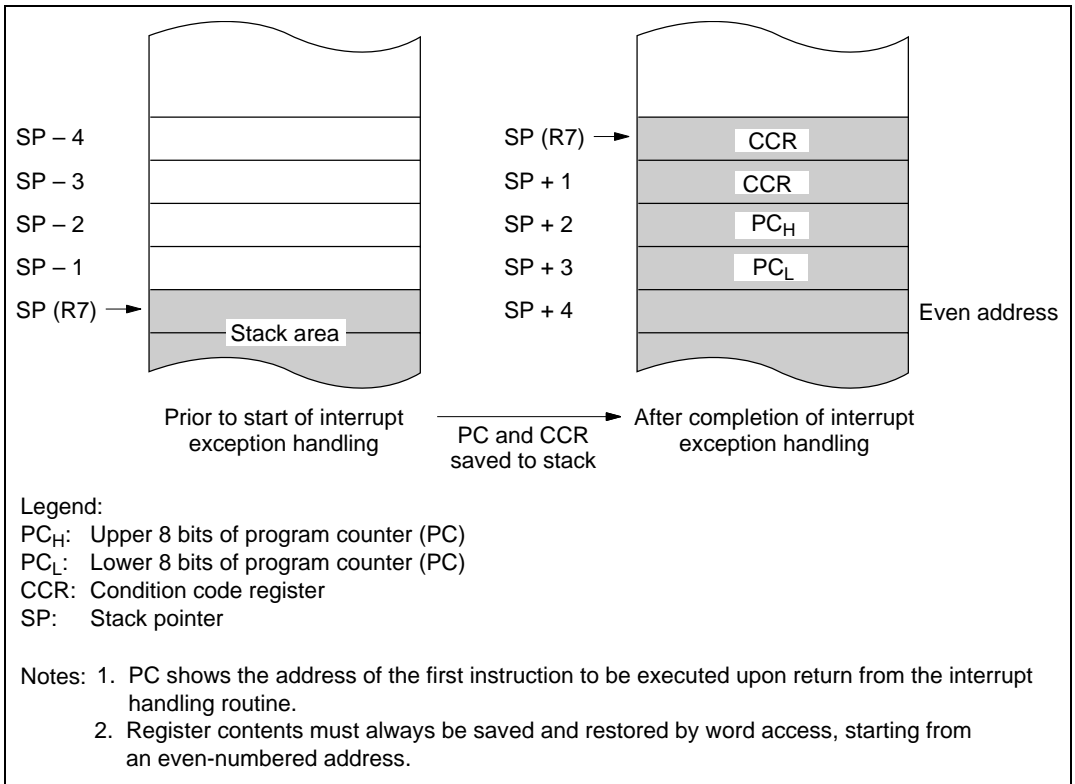 SP – 4
SP – 3
SP – 2
SP – 1
SP (R7)
Stack area
SP (R7)
CCR
SP + 1
CCR
SP + 2
PCH
SP + 3
PCL
SP + 4
Even address
Prior to start of interrupt
exception handling
PC and CCR
saved to stack
After completion of interrupt
exception handling
Legend:
PCH: Upper 8 bits of program counter (PC)
PCL: Lower 8 bits of program counter (PC)
CCR: Condition code register
SP: Stack pointer
Notes: 1. PC shows the address of the first instruction to be executed upon return from the interrupt
handling routine.
2. Register contents must always be saved and restored by word access, starting from
an even-numbered address.